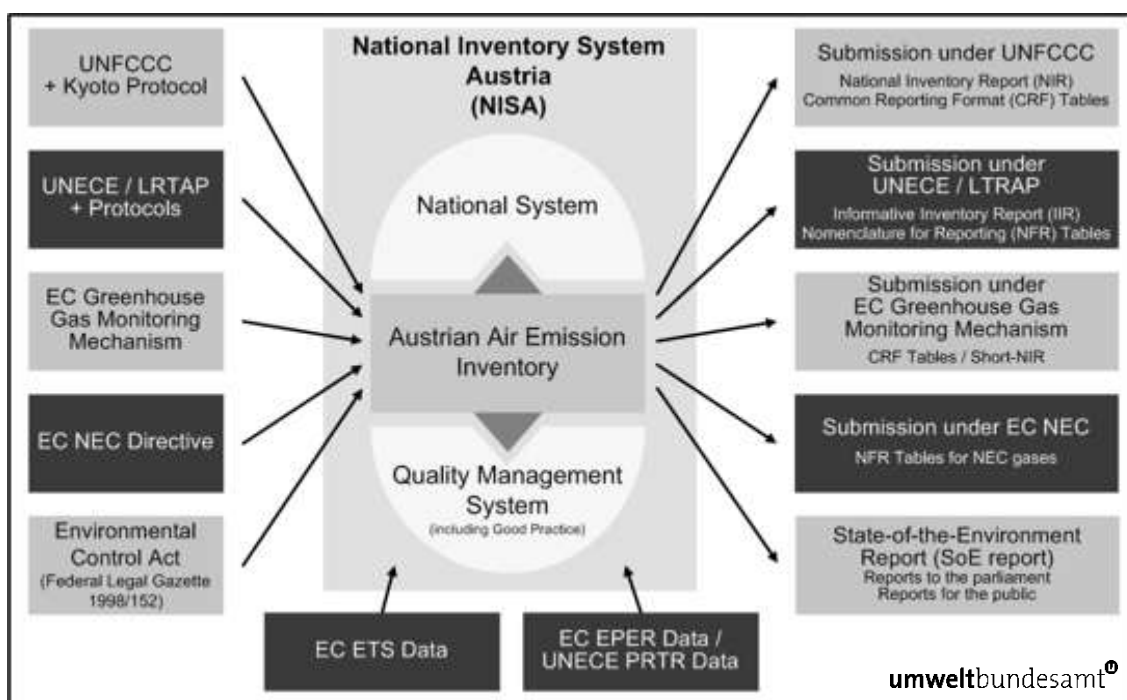 UNFCCC
+ Kyoto Protocol
UNECE / LRTAP
+ Protocols
EC Greenhouse
Gas Monitoring
Mechanism
EC NEC Directive
Environmental
Control Act
(Federal Legal Gazette
1998/152)
National Inventory System
Austria
(NISA)
National System
Austrian Air Emission
Inventory
Quality Management
System
(including Good Practice)
EC ETS Data
EC EPER Data /
UNECE PRTR Data
Submission under UNFCCC
National Inventory Report (NIR)
Common Reporting Format (CRF) Tables
Submission under
UNECE / LTRAP
Informative Inventory Report (IIR)
Nomenclature for Reporting (NFR) Tables
Submission under
EC Greenhouse Gas
Monitoring Mechanism
CRF Tables / Short-NIR
Submission under EC NEC
NFR Tables for NEC gases
State-of-the-Environment
Report (SoE report)
Reports to the parliament
Reports for the public
umweltbundesamt